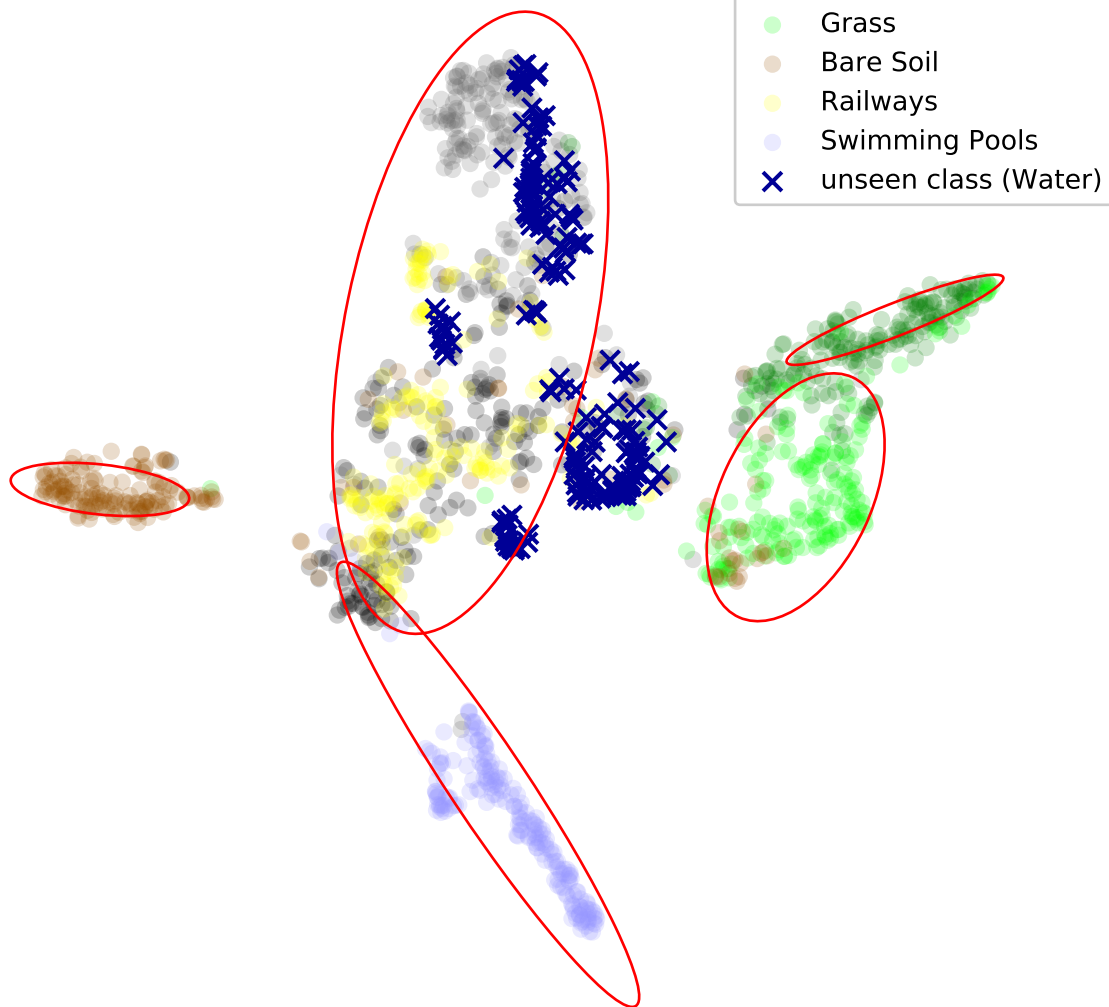 Grass
Bare Soil
Railways
Swimming Pools
unseen class (Water)